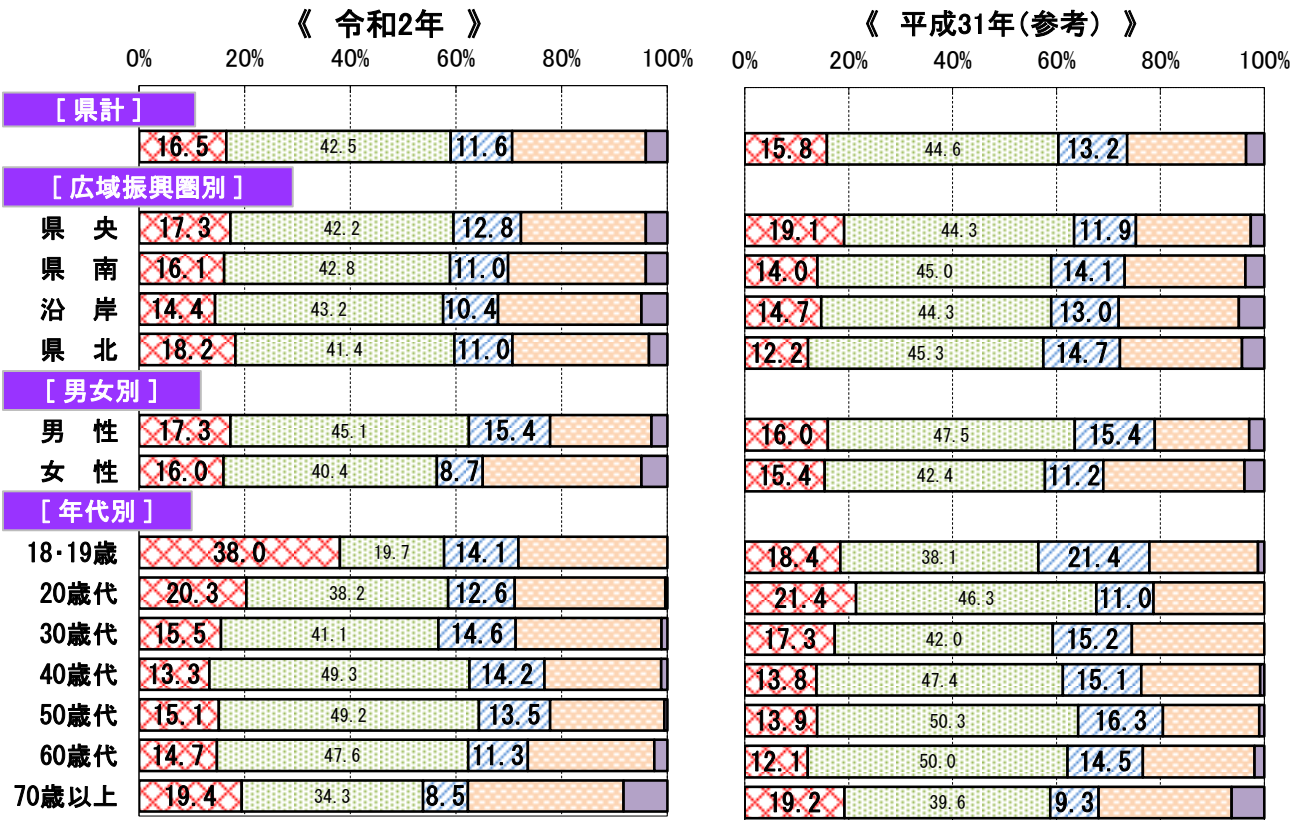 《 令和2年 》 《 平成31年(参考) 》
0% 20% 40% 60% 80% 100% 0% 20% 40% 60% 80% 100%
[ 県計 ]
16.5 42.5 11.6 15.8 44.6 13.2
[ 広域振興圏別 ]
県 央 17.3 42.2 12.8 19.1 44.3 11.9
県 南 16.1 42.8 11.0 14.0 45.0 14.1
沿 岸 14.4 43.2 10.4 14.7 44.3 13.0
県 北 18.2 41.4 11.0 12.2 45.3 14.7
[ 男女別 ]
男 性 17.3 45.1 15.4 16.0 47.5 15.4
女 性 16.0 40.4 8.7 15.4 42.4 11.2
[ 年代別 ]
18・19歳 38.0 19.7 14.1 18.4 38.1 21.4
20歳代 20.3 38.2 12.6 21.4 46.3 11.0
30歳代 15.5 41.1 14.6 17.3 42.0 15.2
40歳代 13.3 49.3 14.2 13.8 47.4 15.1
50歳代 15.1 49.2 13.5 13.9 50.3 16.3
60歳代 14.7 47.6 11.3 12.1 50.0 14.5
70歳以上 19.4 34.3 8.5 19.2 39.6 9.3